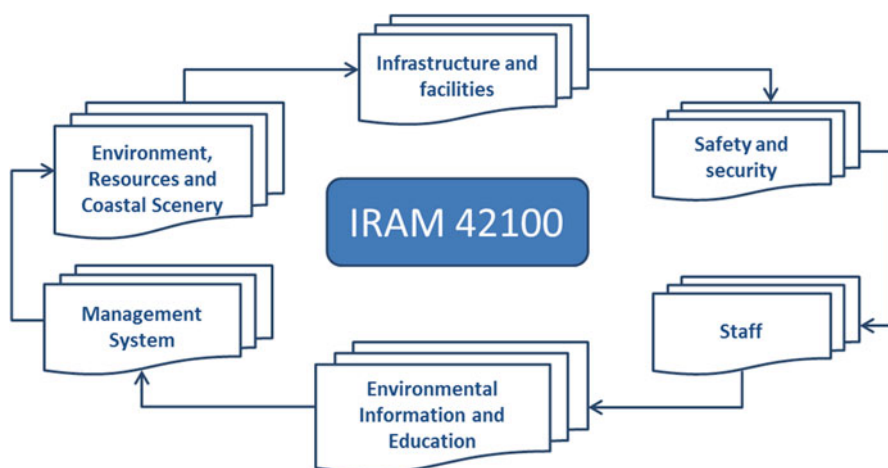 Infrastructure and
facilities
Environment,
Resources and
Coastal Scenery
Safety and
security
IRAM 42100
Management
System
Staff
Environmental
Information and
Education